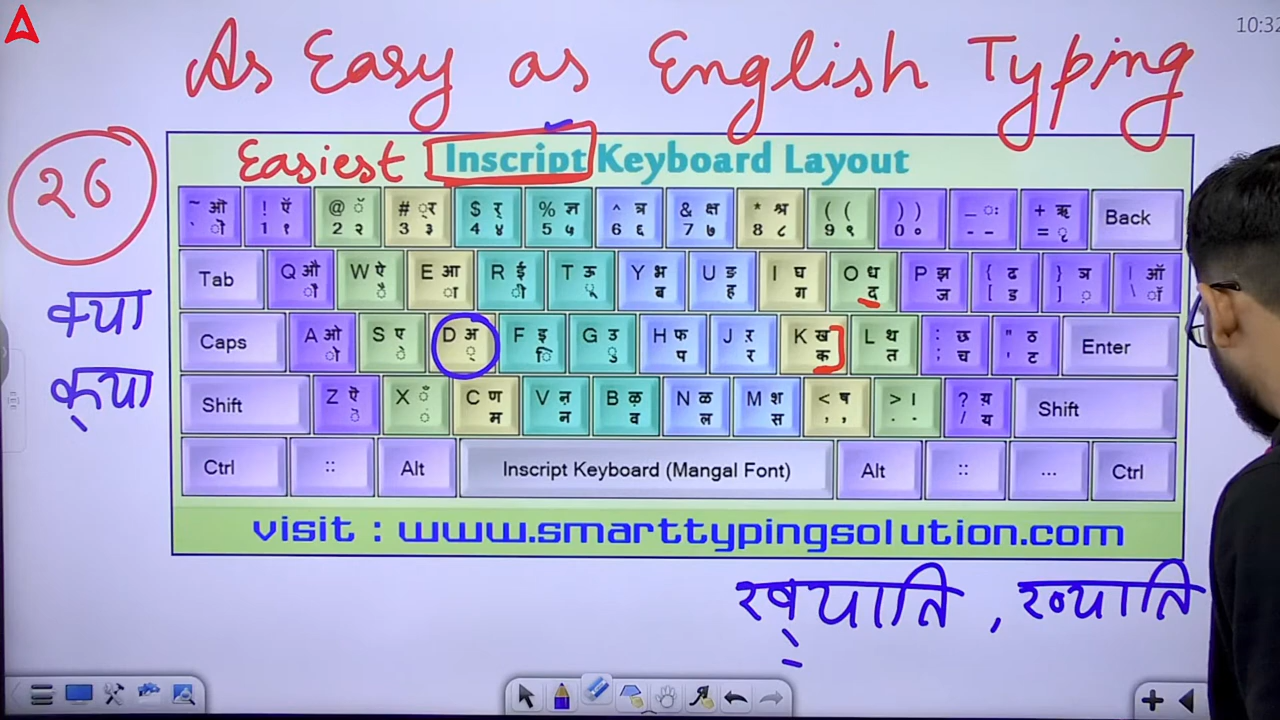 10:32
As Easy as English Typing
26
Easiest Inscript Keyboard Layout
~ ऒ ` ॊ ! ऍ 1 १ @ ॅ 2 २ # ्र 3 ३ $ र् 4 ४ % ज्ञ 5 ५ ^ त्र 6 ६ & क्ष 7 ७ * श्र 8 ८ ( ( 9 ९ ) ) 0 ० _ ः - - + ऋ = ृ Back
Tab Q औ ौ W ऐ ै E आ ा R ई ी T ऊ ू Y भ ब U ङ ह I घ ग O ध द P झ ज { ढ [ ड } ञ ] ़ | ऑ \ ॉ
Caps A ओ ो S ए े D अ ् F इ ि G उ ु H फ प J ऱ र K ख क L थ त : छ ; च " ठ ' ट Enter
Shift Z ऎ ॆ X ँ ं C ण म V ऩ न B ऴ व N ळ ल M श स < ष , , > । . . ? य़ / य Shift
Ctrl :: Alt Inscript Keyboard (Mangal Font) Alt :: ... Ctrl
visit : www.smarttypingsolution.com
क्या
क्‌या
ख्‌याति , ख्याति